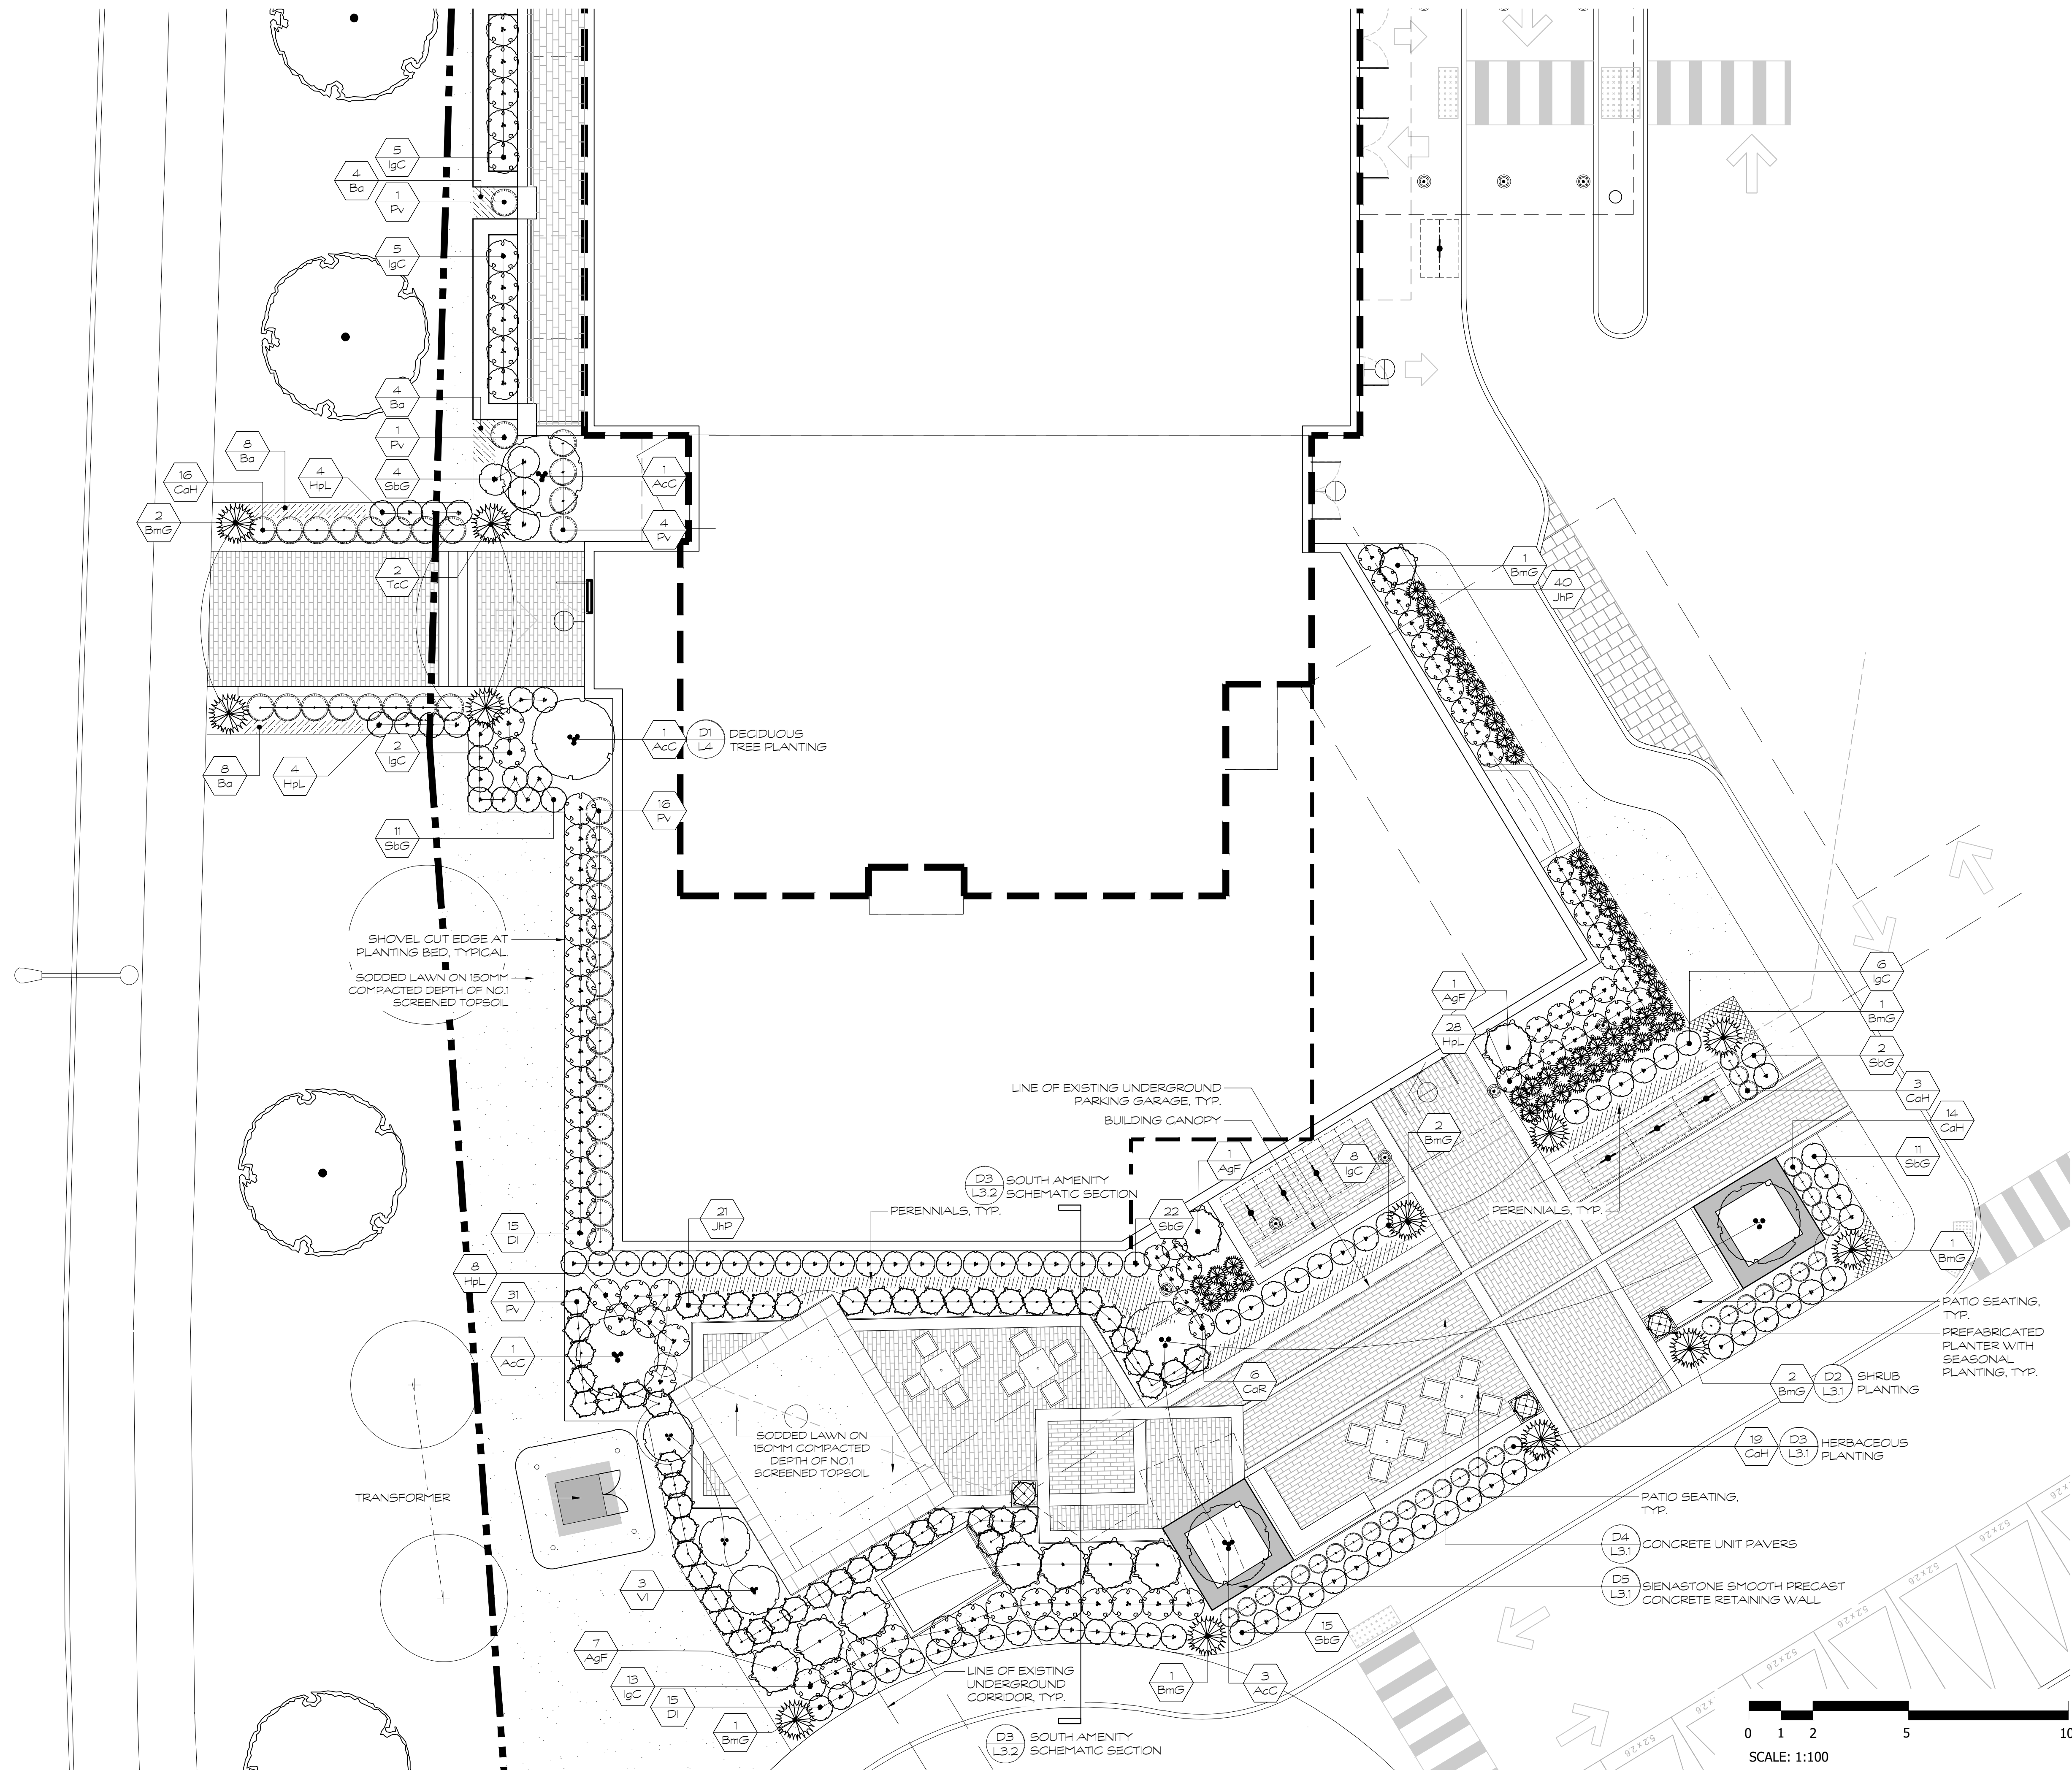 5
IgC
4
Ba
1
Pv
5
IgC
4
Ba
1
Pv
8
Ba
4
HpL
4
SbG
1
AcC
16
CaH
2
BmG
4
Pv
2
TcC
1
BmG
40
JhP
2
IgC
1
AcC
D1
L4
DECIDUOUS
TREE PLANTING
8
Ba
4
HpL
16
Pv
11
SbG
SHOVEL CUT EDGE AT
PLANTING BED, TYPICAL.
SODDED LAWN ON 150MM
COMPACTED DEPTH OF NO.1
SCREENED TOPSOIL
6
IgC
1
AgF
1
BmG
28
HpL
2
SbG
LINE OF EXISTING UNDERGROUND
PARKING GARAGE, TYP.
3
CaH
BUILDING CANOPY
14
CaH
2
BmG
1
AgF
8
IgC
11
SbG
D3
L3.2
SOUTH AMENITY
SCHEMATIC SECTION
PERENNIALS, TYP.
PERENNIALS, TYP.
21
JhP
22
SbG
15
DI
1
BmG
8
HpL
31
Pv
PATIO SEATING,
TYP.
1
AcC
PREFABRICATED
PLANTER WITH
SEASONAL
PLANTING, TYP.
6
CaR
2
BmG
D2
L3.1
SHRUB
PLANTING
SODDED LAWN ON
150MM COMPACTED
DEPTH OF NO.1
SCREENED TOPSOIL
19
CaH
D3
L3.1
HERBACEOUS
PLANTING
TRANSFORMER
PATIO SEATING,
TYP.
D4
L3.1
CONCRETE UNIT PAVERS
3
VI
D5
L3.1
SIENASTONE SMOOTH PRECAST
CONCRETE RETAINING WALL
15
SbG
7
AgF
LINE OF EXISTING
UNDERGROUND
CORRIDOR, TYP.
13
IgC
15
DI
1
BmG
1
BmG
3
AcC
D3
L3.2
SOUTH AMENITY
SCHEMATIC SECTION
52x26
52x26
52x26
52x26
52x26
52x26
52x26
0 1 2 5 10
SCALE: 1:100